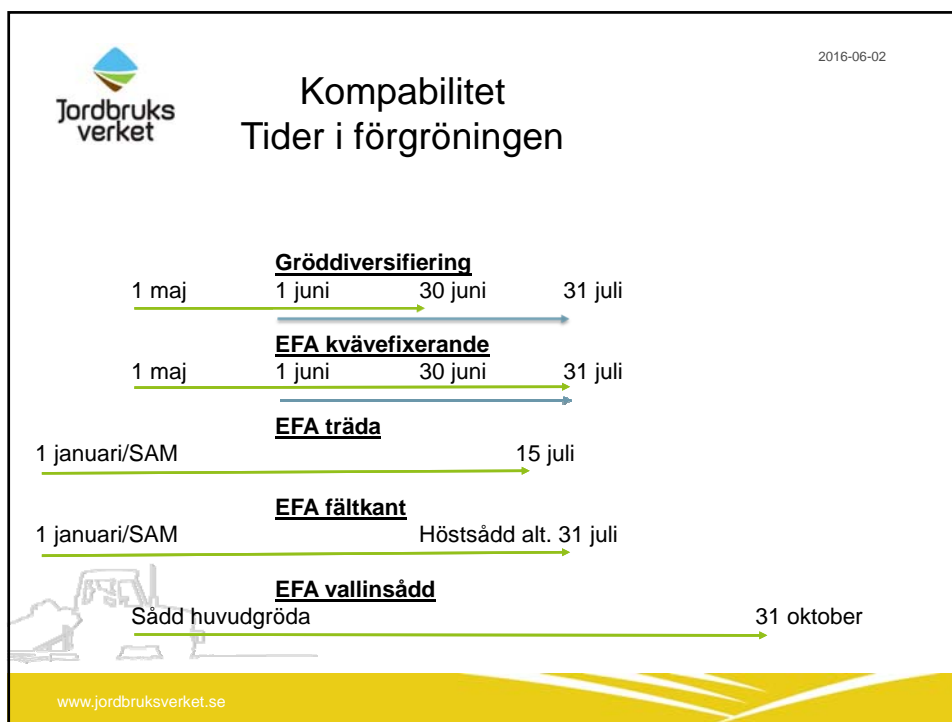 2016-06-02
Jordbruks
verket
Kompabilitet
Tider i förgröningen
Gröddiversifiering
1 maj 1 juni 30 juni 31 juli
EFA kvävefixerande
1 maj 1 juni 30 juni 31 juli
EFA träda
1 januari/SAM 15 juli
EFA fältkant
1 januari/SAM Höstsådd alt. 31 juli
EFA vallinsådd
Sådd huvudgröda 31 oktober
www.jordbruksverket.se